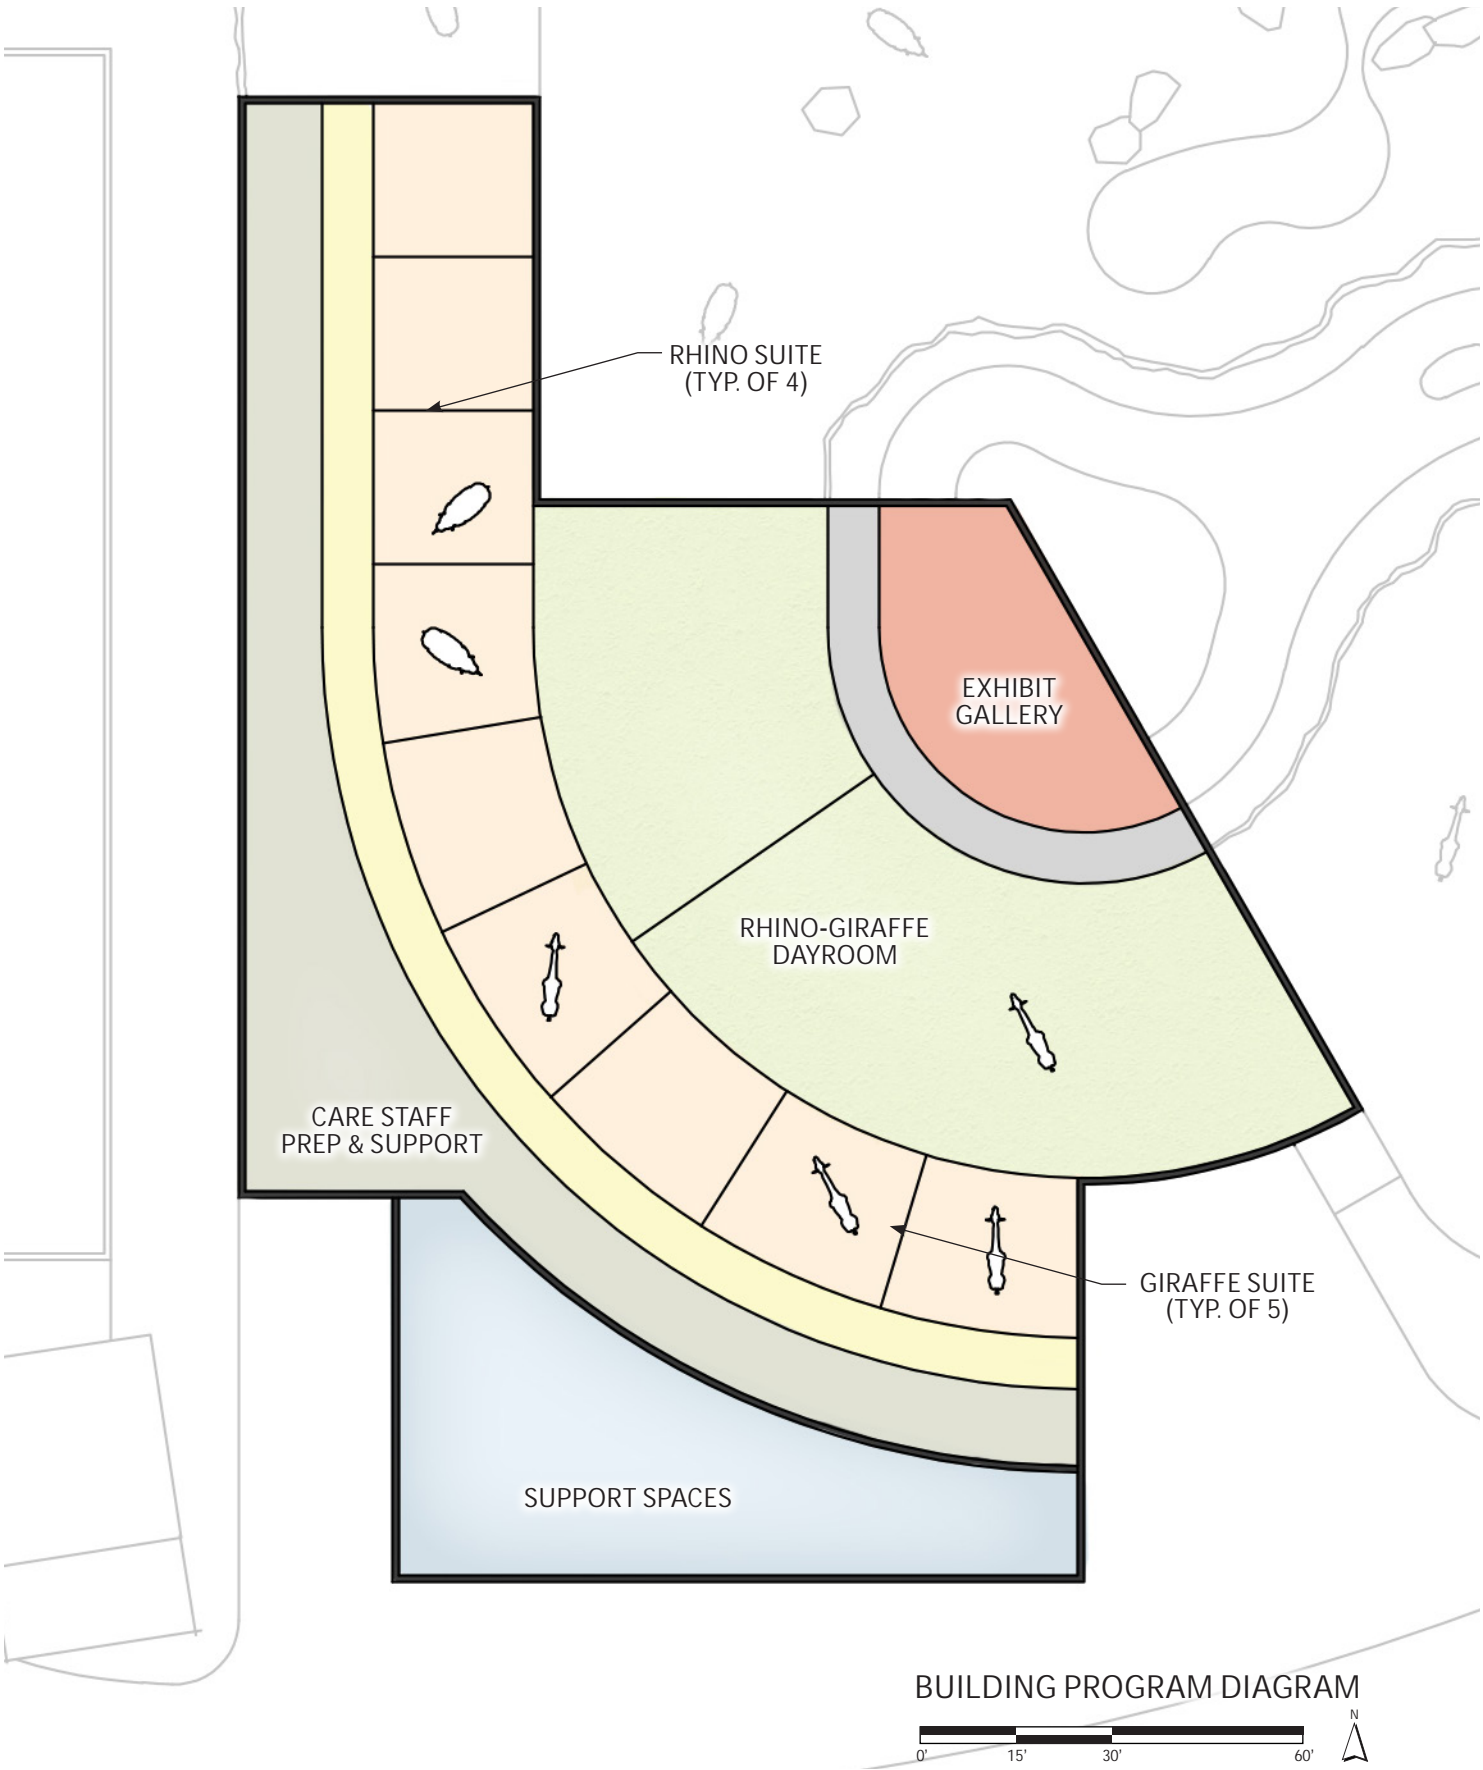 RHINO SUITE
(TYP. OF 4)
EXHIBIT
GALLERY
RHINO-GIRAFFE
DAYROOM
CARE STAFF
PREP & SUPPORT
GIRAFFE SUITE
(TYP. OF 5)
SUPPORT SPACES
BUILDING PROGRAM DIAGRAM
N
0' 15' 30' 60'